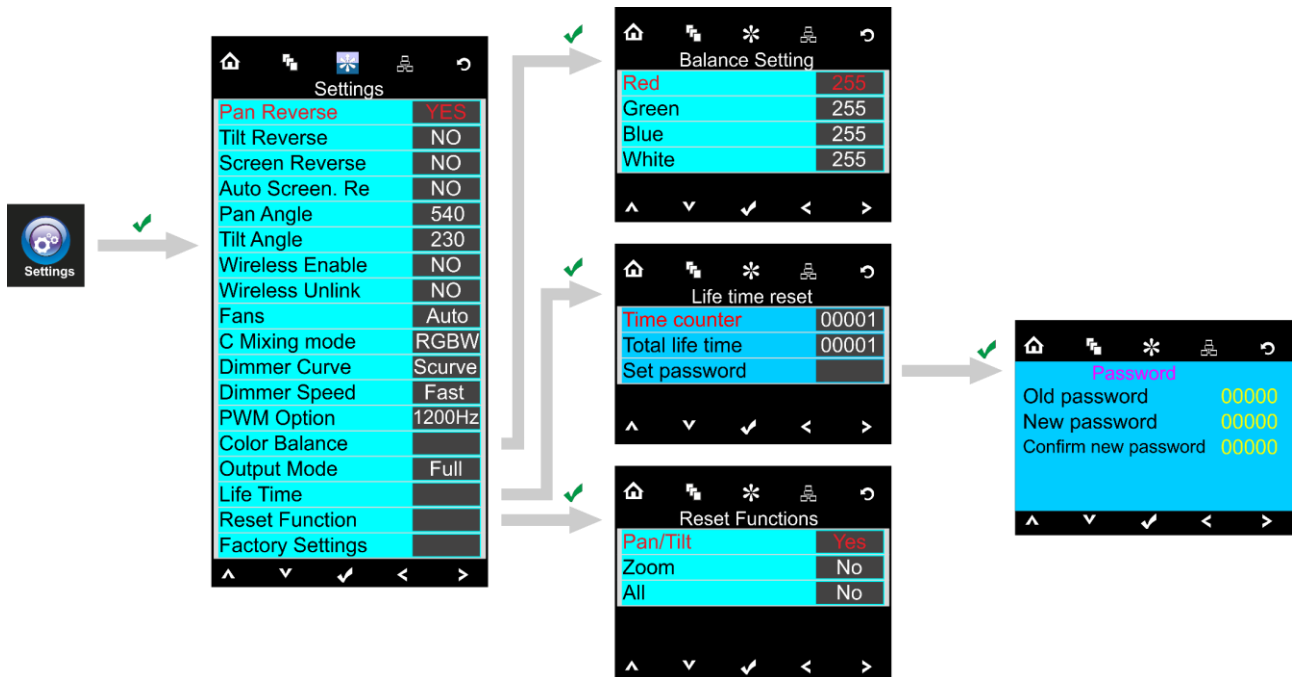 Settings
Settings
Pan Reverse YES
Tilt Reverse NO
Screen Reverse NO
Auto Screen. Re NO
Pan Angle 540
Tilt Angle 230
Wireless Enable NO
Wireless Unlink NO
Fans Auto
C Mixing mode RGBW
Dimmer Curve Scurve
Dimmer Speed Fast
PWM Option 1200Hz
Color Balance
Output Mode Full
Life Time
Reset Function
Factory Settings
Balance Setting
Red 255
Green 255
Blue 255
White 255
Life time reset
Time counter 00001
Total life time 00001
Set password
Reset Functions
Pan/Tilt Yes
Zoom No
All No
Password
Old password 00000
New password 00000
Confirm new password 00000